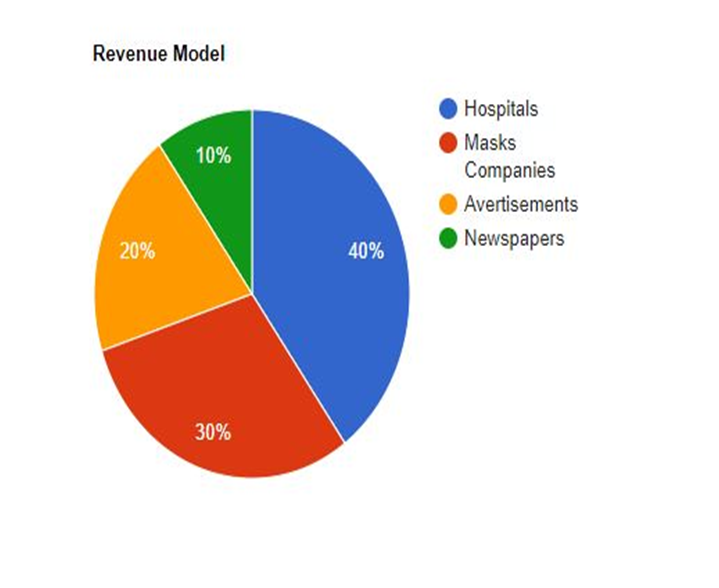 Revenue Model
Hospitals
Masks
Companies
Avertisements
Newspapers
10%
20%
40%
30%